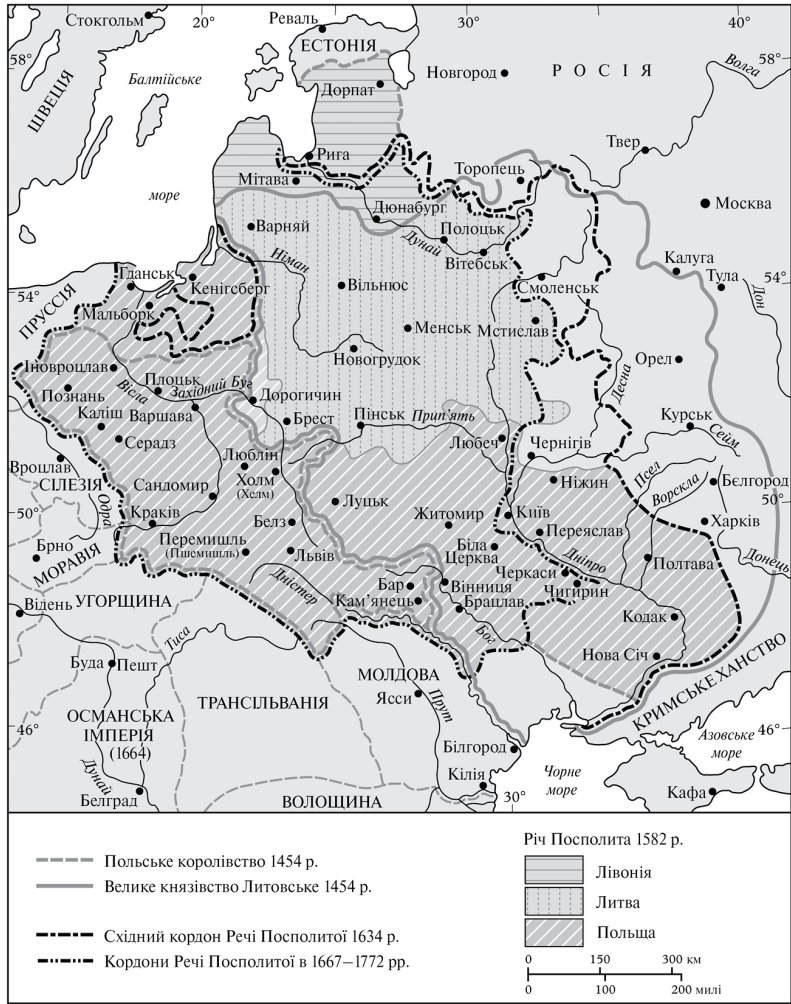 Стокгольм
20°
Реваль
30°
40°
ЕСТОНІЯ
58°
58°
ШВЕЦІЯ
Балтійське
море
Дорпат
Новгород
РОСІЯ
Волга
Твер
Рига
Мітава
Торопець
Москва
Дюнабург
Варняй
Полоцьк
Дунай
Вітебськ
Німан
Калуга
Тула
Гданськ
Кенігсберг
54°
54°
Вільнюс
Смоленськ
Дон
ПРУССІЯ
Мальборк
Менськ
Мстислав
Новогрудок
Орел
Іновроцлав
Плоцьк
Західний Буг
Десна
Познань
Вісла
Дорогичин
Каліш
Варшава
Брест
Пінськ
Прип’ять
Курськ
Серадз
Любеч
Чернігів
Сейм
Вроцлав
Люблін
Псел
СІЛЕЗІЯ
Холм
(Хелм)
Ніжин
Ворскла
Бєлгород
Сандомир
Одра
Луцьк
50°
50°
Краків
Белз
Житомир
Київ
Харків
Переяслав
Брно
Перемишль
(Пшемишль)
Львів
Біла
Церква
Дніпро
Полтава
Донець
МОРАВІЯ
Черкаси
Відень
УГОРЩИНА
Дністер
Бар
Вінниця
Чигирин
Кам’янець
Брацлав
Кодак
Тиса
Бог
Нова Січ
Буда
Пешт
МОЛДОВА
КРИМСЬКЕ ХАНСТВО
ТРАНСІЛЬВАНІЯ
Ясси
Прут
ОСМАНСЬКА
ІМПЕРІЯ
(1664)
46°
46°
Азовське
море
Білгород
Дунай
Чорне
море
Кілія
Белград
ВОЛОЩИНА
30°
Кафа
Польське королівство 1454 р.
Велике князівство Литовське 1454 р.
Східний кордон Речі Посполитої 1634 р.
Кордони Речі Посполитої в 1667–1772 рр.
Річ Посполита 1582 р.
Лівонія
Литва
Польща
0 150 300 км
0 100 200 милі